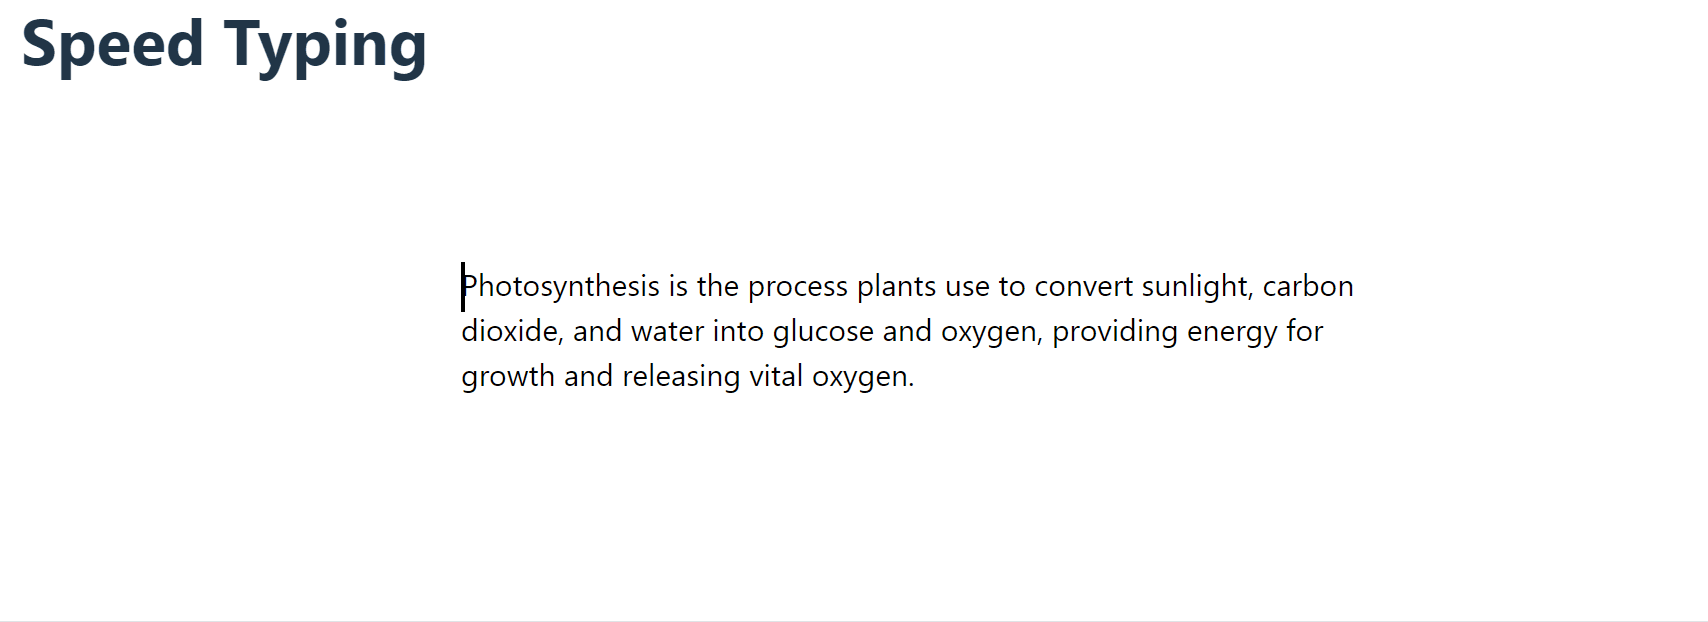 Speed Typing
Photosynthesis is the process plants use to convert sunlight, carbon
dioxide, and water into glucose and oxygen, providing energy for
growth and releasing vital oxygen.